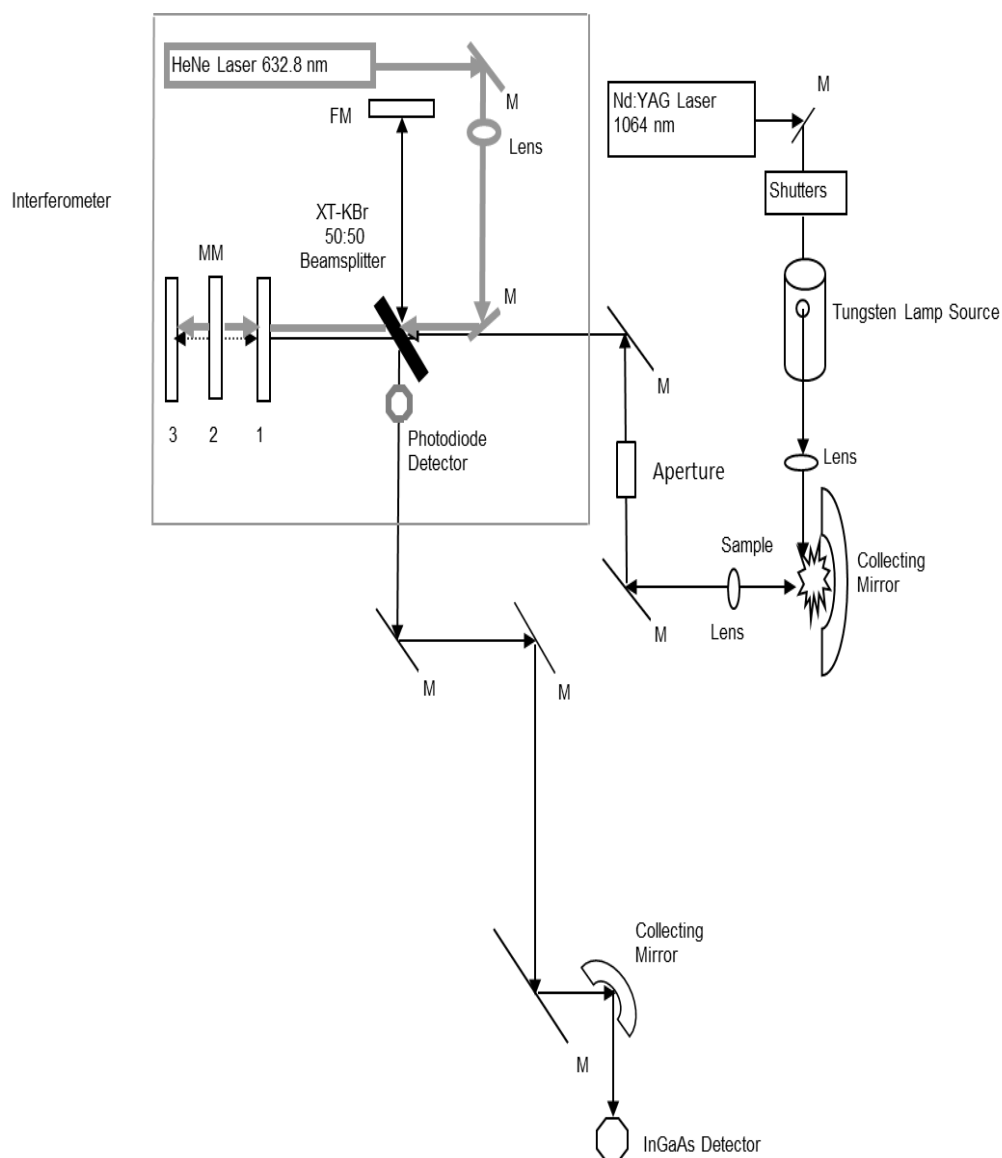 HeNe Laser 632.8 nm
M
Nd:YAG Laser
1064 nm
M
FM
Lens
Shutters
Interferometer
XT-KBr
50:50
Beamsplitter
MM
M
Tungsten Lamp Source
M
3 2 1
Photodiode
Detector
Aperture
Lens
Sample
Collecting
Mirror
Lens
M
M
M
Collecting
Mirror
M
InGaAs Detector